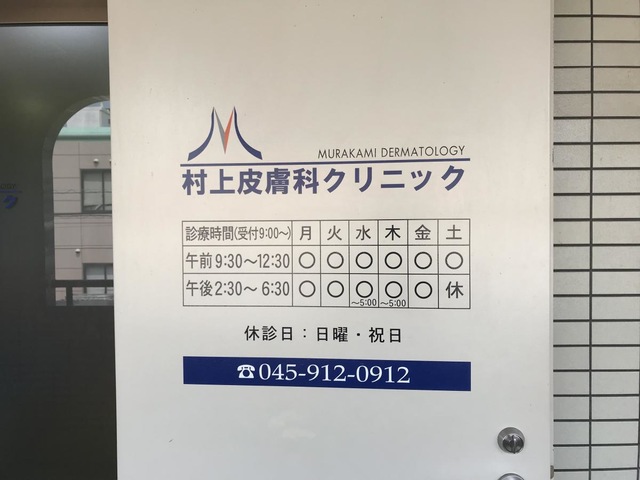 MURAKAMI DERMATOLOGY
村上皮膚科クリニック
診療時間(受付9:00〜) 月 火 水 木 金 土
午前9:30〜12:30 ○ ○ ○ ○ ○ ○
午後2:30〜 6:30 ○ ○ ○ ○ ○ 休
〜5:00 〜5:00
休診日：日曜・祝日
☎045-912-0912